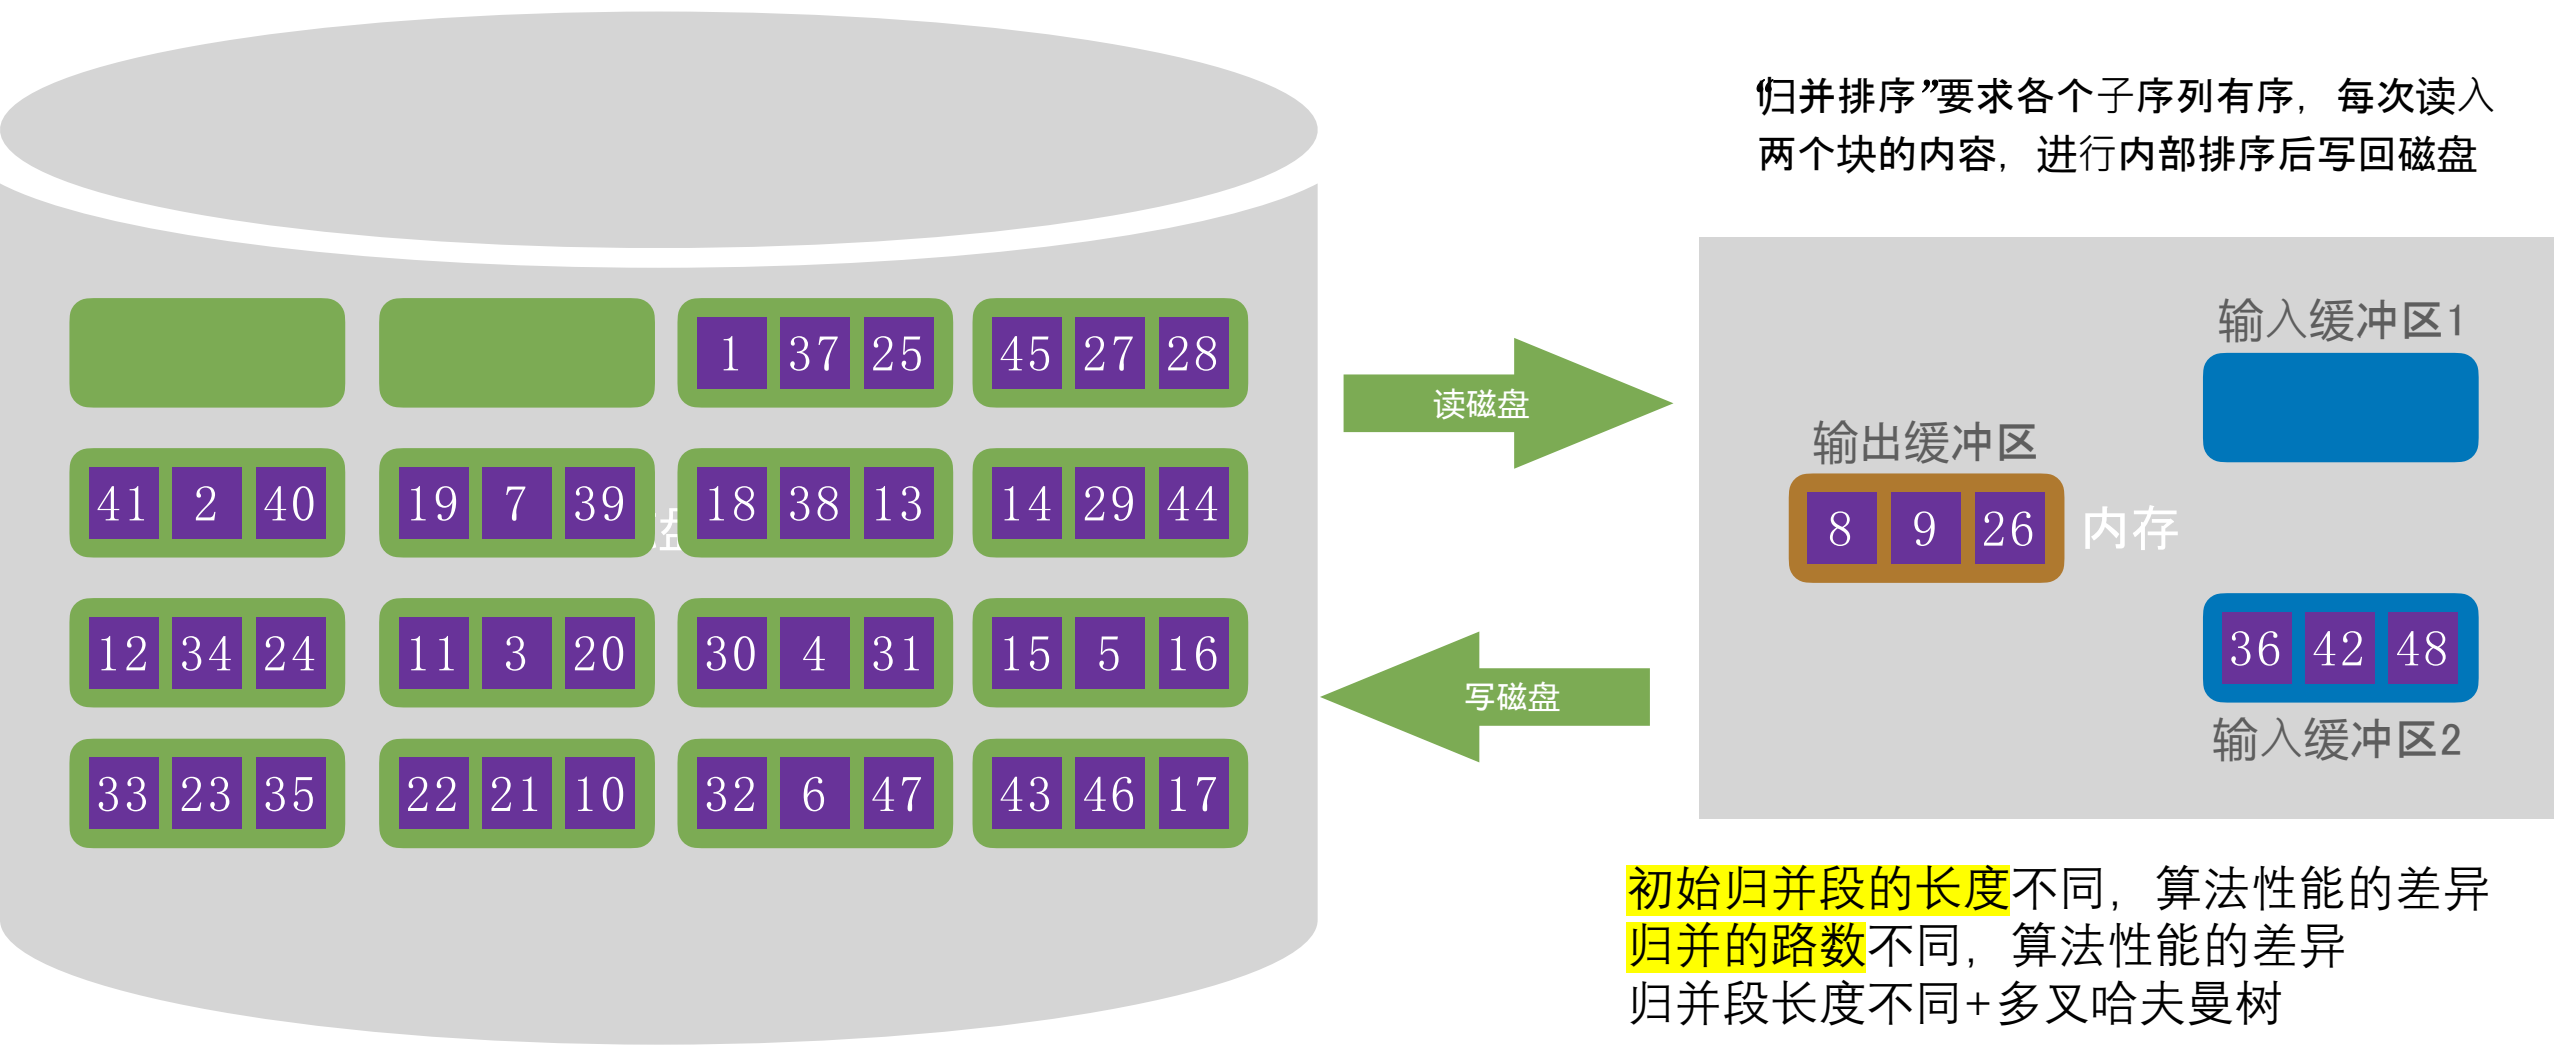 “归并排序”要求各个子序列有序，每次读入
两个块的内容，进行内部排序后写回磁盘
1 37 25 45 27 28
41 2 40 19 7 39 18 38 13 14 29 44
盘
12 34 24 11 3 20 30 4 31 15 5 16
33 23 35 22 21 10 32 6 47 43 46 17
读磁盘
写磁盘
输入缓冲区1
输出缓冲区
8 9 26
内存
36 42 48
输入缓冲区2
初始归并段的长度不同，算法性能的差异
归并的路数不同，算法性能的差异
归并段长度不同+多叉哈夫曼树